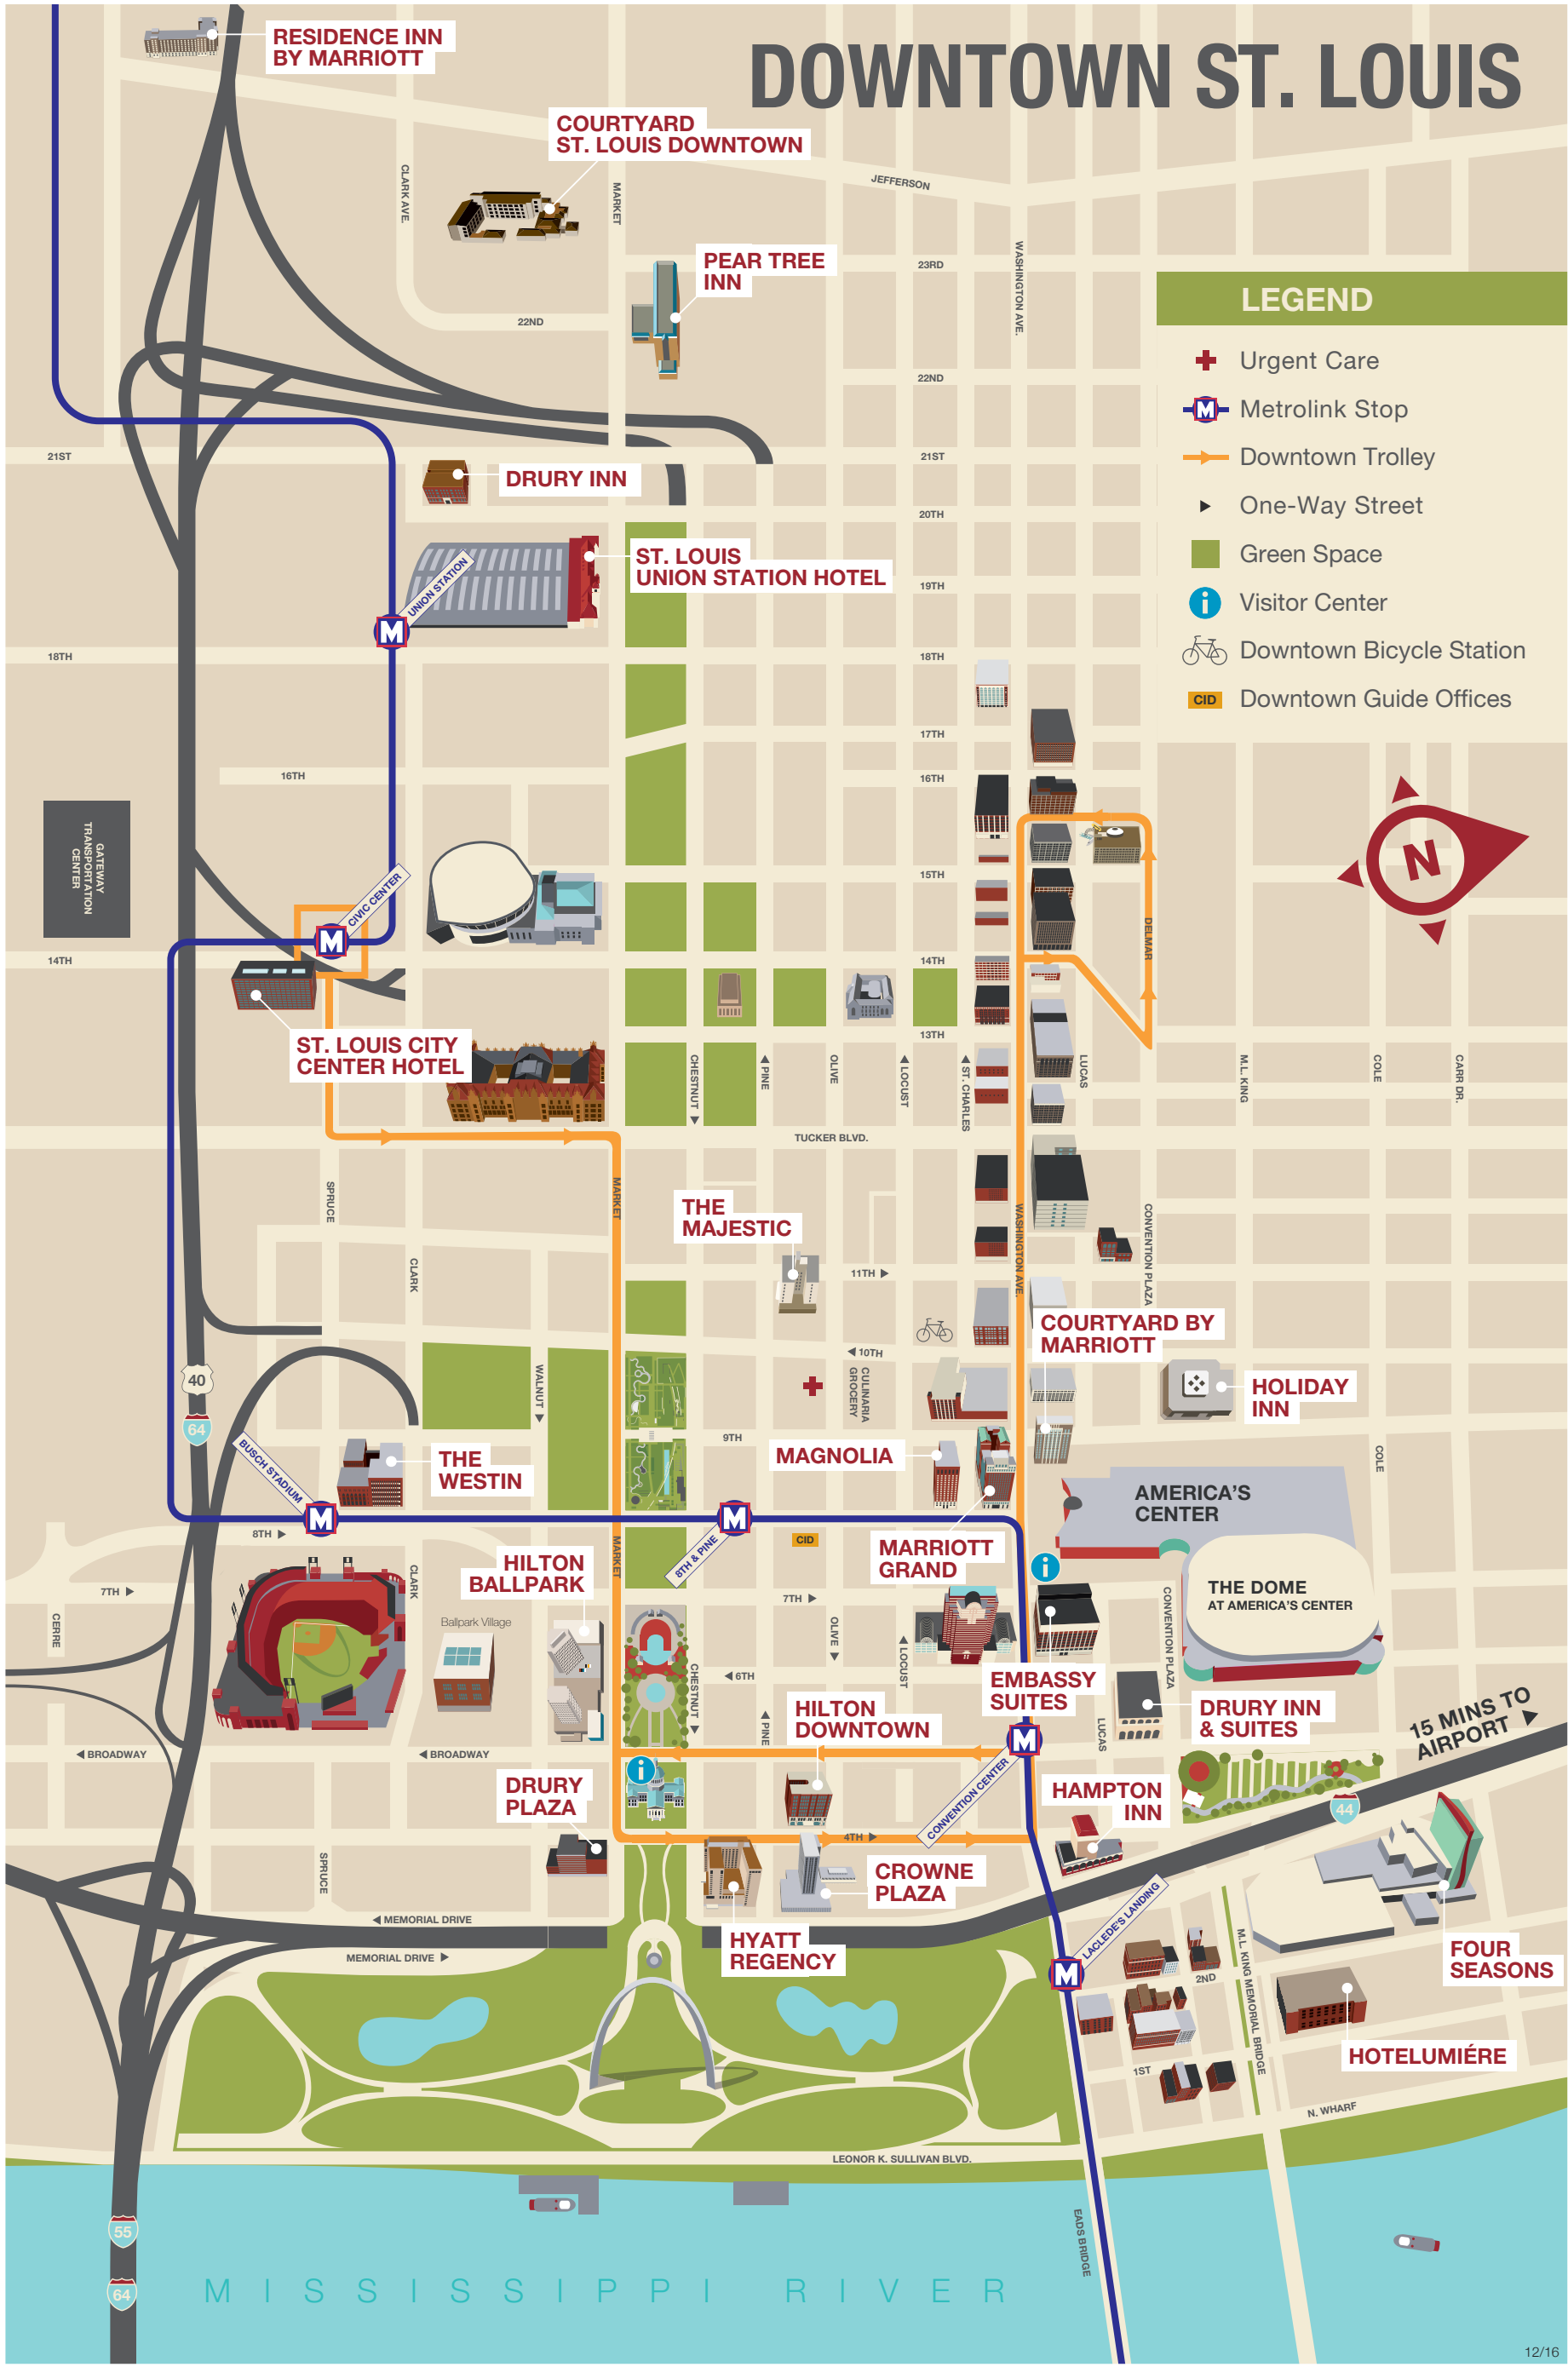 DOWNTOWN ST. LOUIS
RESIDENCE INN
BY MARRIOTT
COURTYARD
ST. LOUIS DOWNTOWN
CLARK AVE.
MARKET
JEFFERSON
PEAR TREE
INN
23RD
WASHINGTON AVE.
22ND
22ND
LEGEND
Urgent Care
M
Metrolink Stop
Downtown Trolley
One-Way Street
Green Space
i
Visitor Center
Downtown Bicycle Station
CID
Downtown Guide Offices
21ST
21ST
DRURY INN
20TH
ST. LOUIS
UNION STATION HOTEL
UNION STATION
M
19TH
18TH
18TH
17TH
16TH
16TH
GATEWAY
TRANSPORTATION
CENTER
N
15TH
CIVIC CENTER
M
DELMAR
14TH
14TH
ST. LOUIS CITY
CENTER HOTEL
13TH
CHESTNUT
PINE
OLIVE
LOCUST
ST. CHARLES
LUCAS
M.L. KING
COLE
CARR DR.
TUCKER BLVD.
SPRUCE
MARKET
THE
MAJESTIC
WASHINGTON AVE.
CONVENTION PLAZA
CLARK
11TH
COURTYARD BY
MARRIOTT
10TH
WALNUT
CULINARIA
GROCERY
40
64
HOLIDAY
INN
9TH
MAGNOLIA
COLE
BUSCH STADIUM
M
THE
WESTIN
AMERICA'S
CENTER
8TH
M
8TH & PINE
CID
MARRIOTT
GRAND
i
MARKET
HILTON
BALLPARK
CLARK
7TH
7TH
THE DOME
AT AMERICA'S CENTER
CERRE
Ballpark Village
OLIVE
LOCUST
CONVENTION PLAZA
CHESTNUT
6TH
EMBASSY
SUITES
PINE
HILTON
DOWNTOWN
DRURY INN
& SUITES
LUCAS
15 MINS TO
AIRPORT
BROADWAY
BROADWAY
M
CONVENTION CENTER
i
DRURY
PLAZA
HAMPTON
INN
44
4TH
SPRUCE
CROWNE
PLAZA
MEMORIAL DRIVE
HYATT
REGENCY
LACLEDE'S LANDING
M
MEMORIAL DRIVE
FOUR
SEASONS
2ND
M.L. KING MEMORIAL BRIDGE
HOTELUMIÉRE
1ST
N. WHARF
LEONOR K. SULLIVAN BLVD.
EADS BRIDGE
55
64
MISSISSIPPI RIVER
12/16